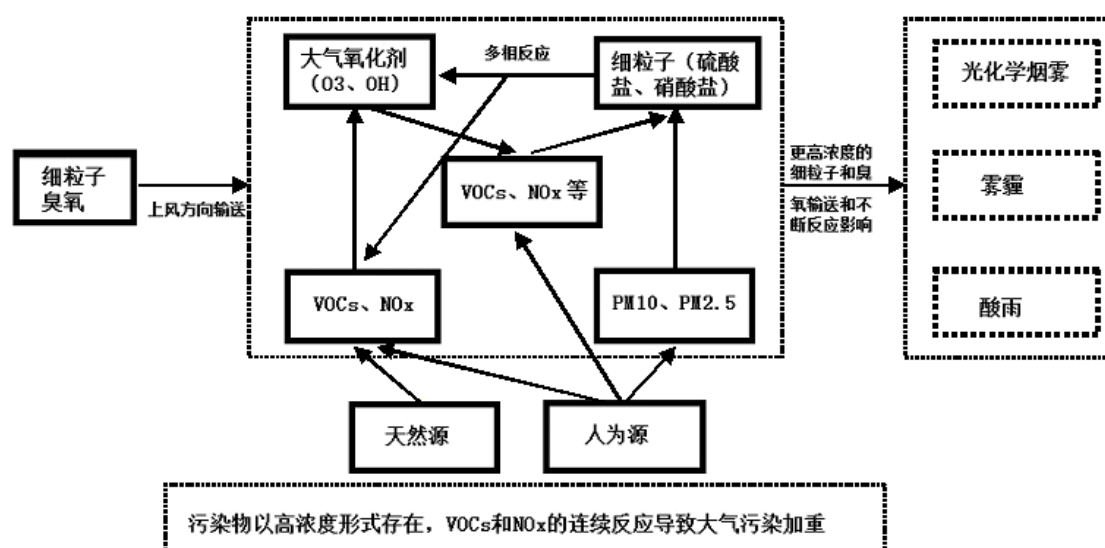 大气氧化剂
（O3、OH）
多相反应
细粒子（硫酸
盐、硝酸盐）
光化学烟雾
细粒子
臭氧
上风方向输送
VOCs、NOx 等
更高浓度的
细粒子和臭
氧输送和不
断反应影响
雾霾
VOCs、NOx
PM10、PM2.5
酸雨
天然源
人为源
污染物以高浓度形式存在，VOCs和NOx的连续反应导致大气污染加重